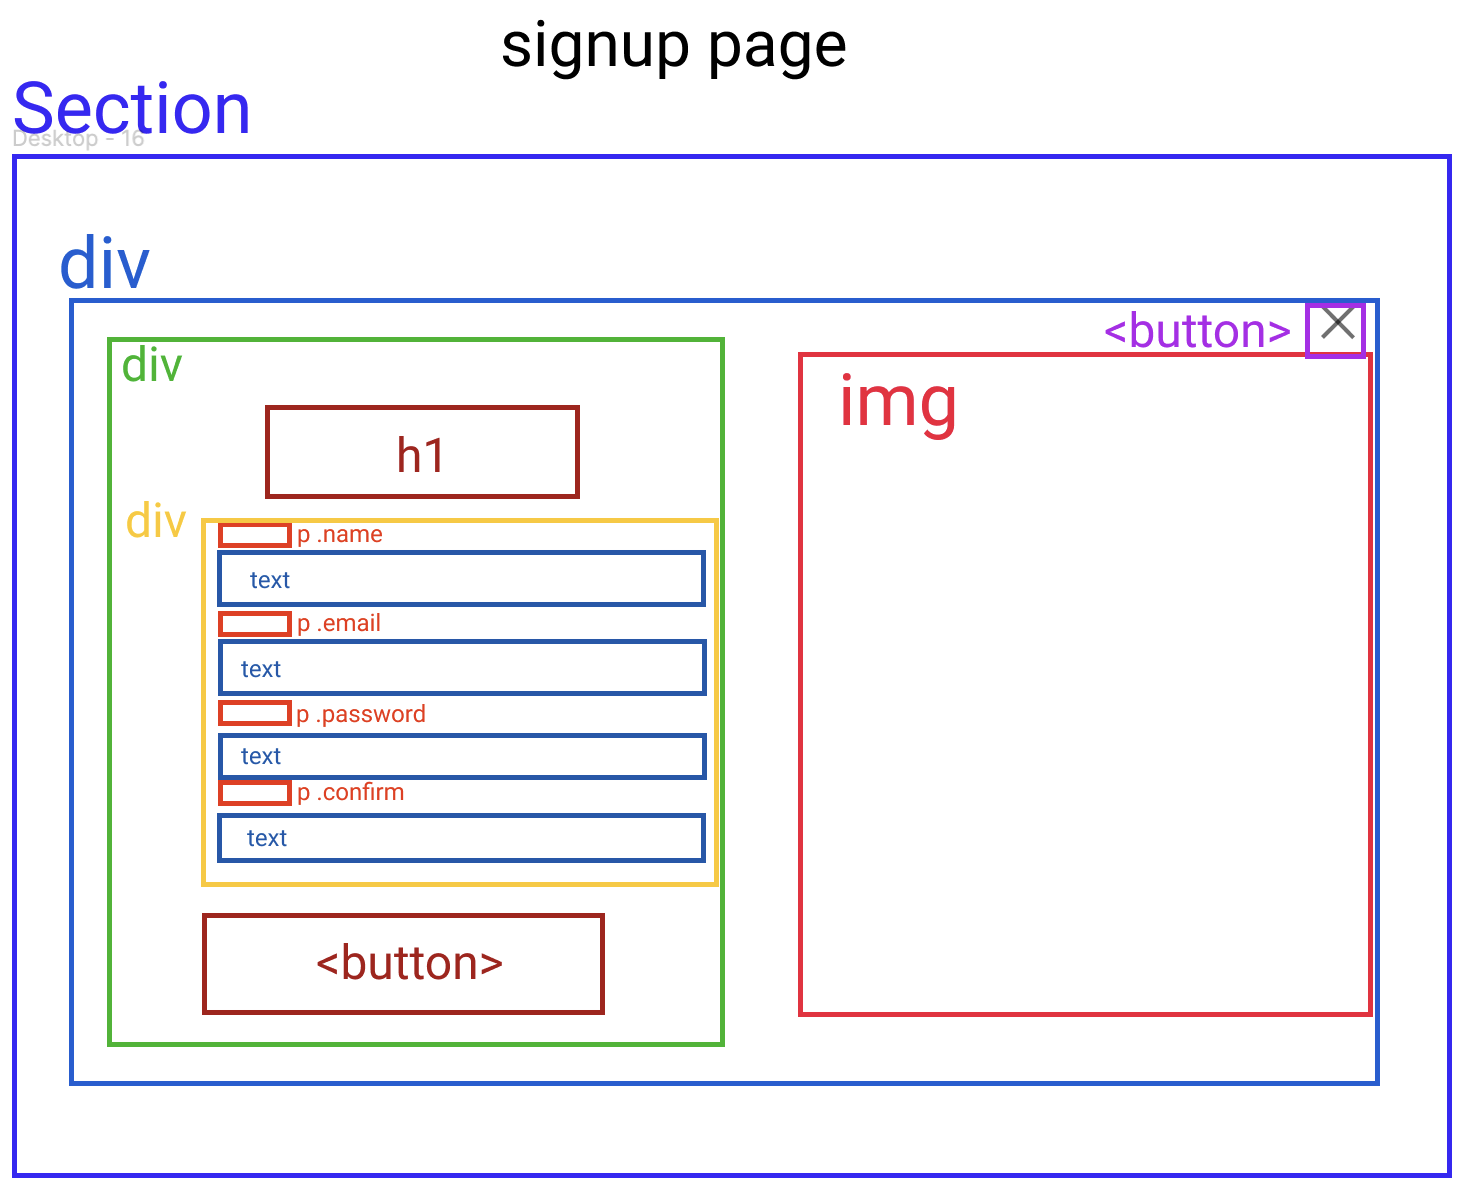 signup page
Section
Desktop - 16
div
<button>
div
img
h1
div
p .name
text
p .email
text
p .password
text
p .confirm
text
<button>